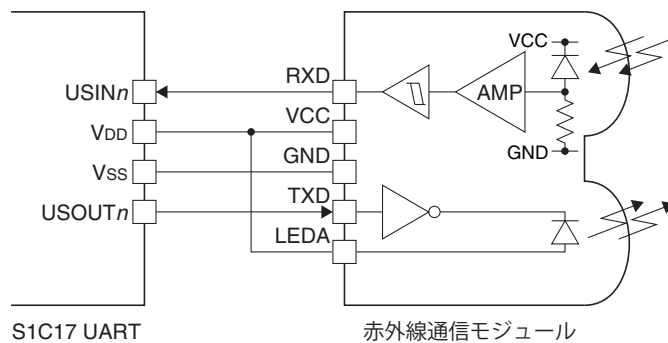 VCC
RXD
AMP
USINn
VCC
VDD
GND
GND
VSS
TXD
USOUTn
LEDA
S1C17 UART
赤外線通信モジュール